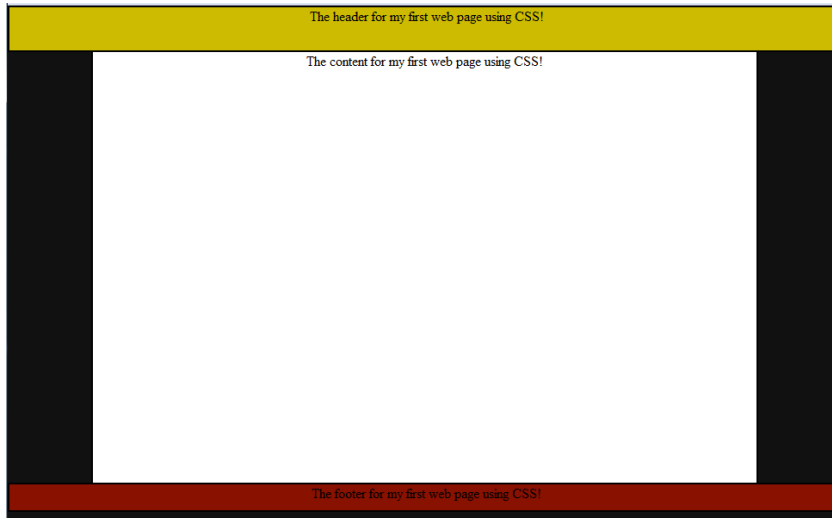 The header for my first web page using CSS!
The content for my first web page using CSS!
The footer for my first web page using CSS!